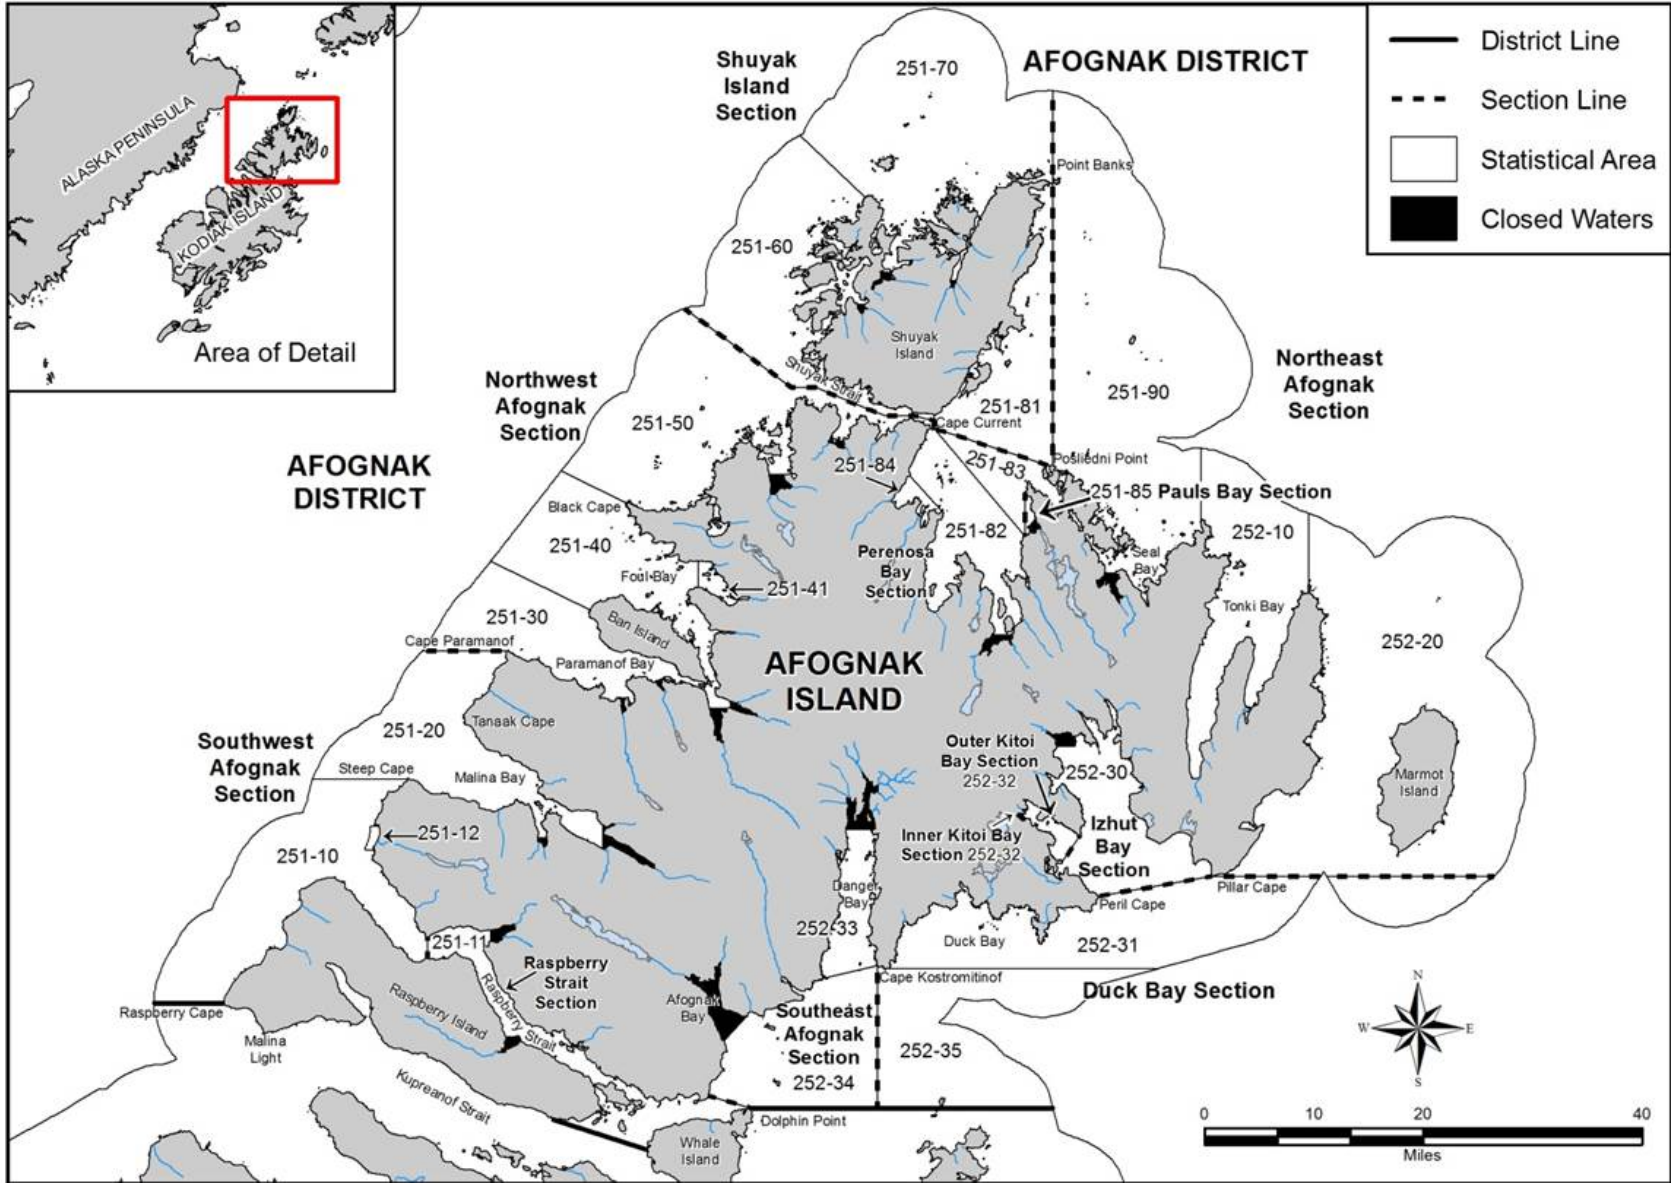 ALASKA PENINSULA
KODIAK ISLAND
Area of Detail
District Line
Section Line
Statistical Area
Closed Waters
AFOGNAK DISTRICT
Shuyak
Island
Section
251-70
Point Banks
251-60
Shuyak
Island
251-90
Northeast
Afognak
Section
Northwest
Afognak
Section
Shuyak Strait
251-81
Cape Current
251-50
AFOGNAK
DISTRICT
251-84
251-83
Posliedni Point
251-85 Pauls Bay Section
Black Cape
251-40
251-82
252-10
Perenosa
Bay
Section
Seal
Bay
Foul Bay
251-41
251-30
Ban Island
Tonki Bay
Cape Paramanof
Paramanof Bay
252-20
AFOGNAK
ISLAND
251-20
Tanaak Cape
Southwest
Afognak
Section
Steep Cape
Malina Bay
Outer Kitoi
Bay Section
252-32
252-30
Marmot
Island
251-12
251-10
Inner Kitoi Bay
Section 252-32
Izhut
Bay
Section
Danger
Bay
Pillar Cape
Peril Cape
252-33
Duck Bay
252-31
251-11
Raspberry
Strait
Section
Raspberry Strait
Raspberry Island
Cape Kostromitinof
Duck Bay Section
Afognak
Bay
Raspberry Cape
Malina
Light
Southeast
Afognak
Section
252-34
252-35
Kupreanof Strait
Dolphin Point
Whale
Island
N
W
E
S
0 10 20 40
Miles